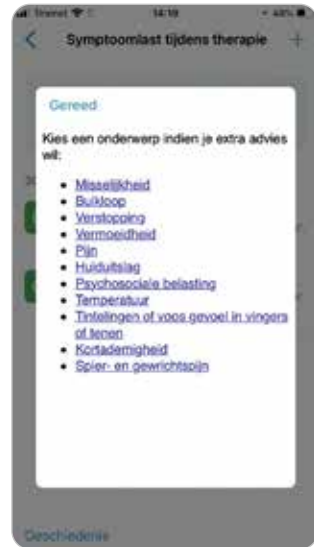 14:19
Symptoomlast tijdens therapie
Gereed
Kies een onderwerp indien je extra advies
wil:
Misselijkheid
Buikloop
Verstopping
Vermoeidheid
Pijn
Huiduitslag
Psychosociale belasting
Temperatuur
Tintelingen of voos gevoel in vingers
of tenen
Kortademigheid
Spier- en gewrichtspijn
Geschiedenis